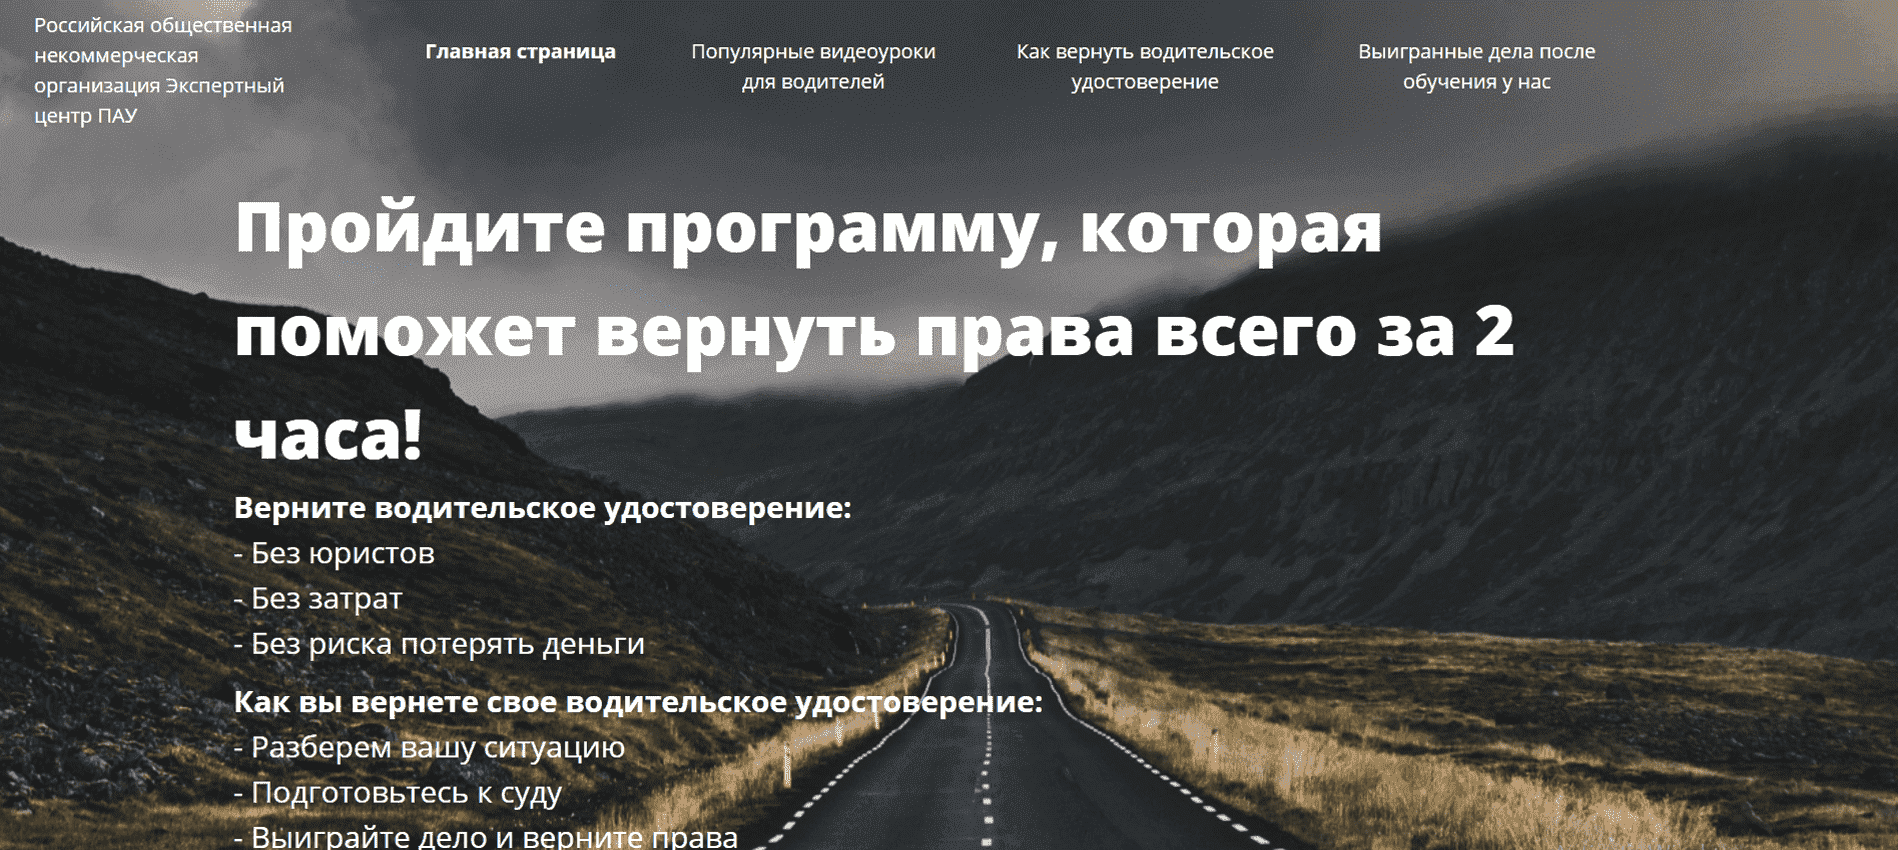 Российская общественная
некоммерческая
организация Экспертный
центр ПАУ
Главная страница
Популярные видеоуроки
для водителей
Как вернуть водительское
удостоверение
Выигранные дела после
обучения у нас
Пройдите программу, которая
поможет вернуть права всего за 2
часа!
Верните водительское удостоверение:
- Без юристов
- Без затрат
- Без риска потерять деньги
Как вы вернете свое водительское удостоверение:
- Разберем вашу ситуацию
- Подготовьтесь к суду
- Выиграйте дело и верните права